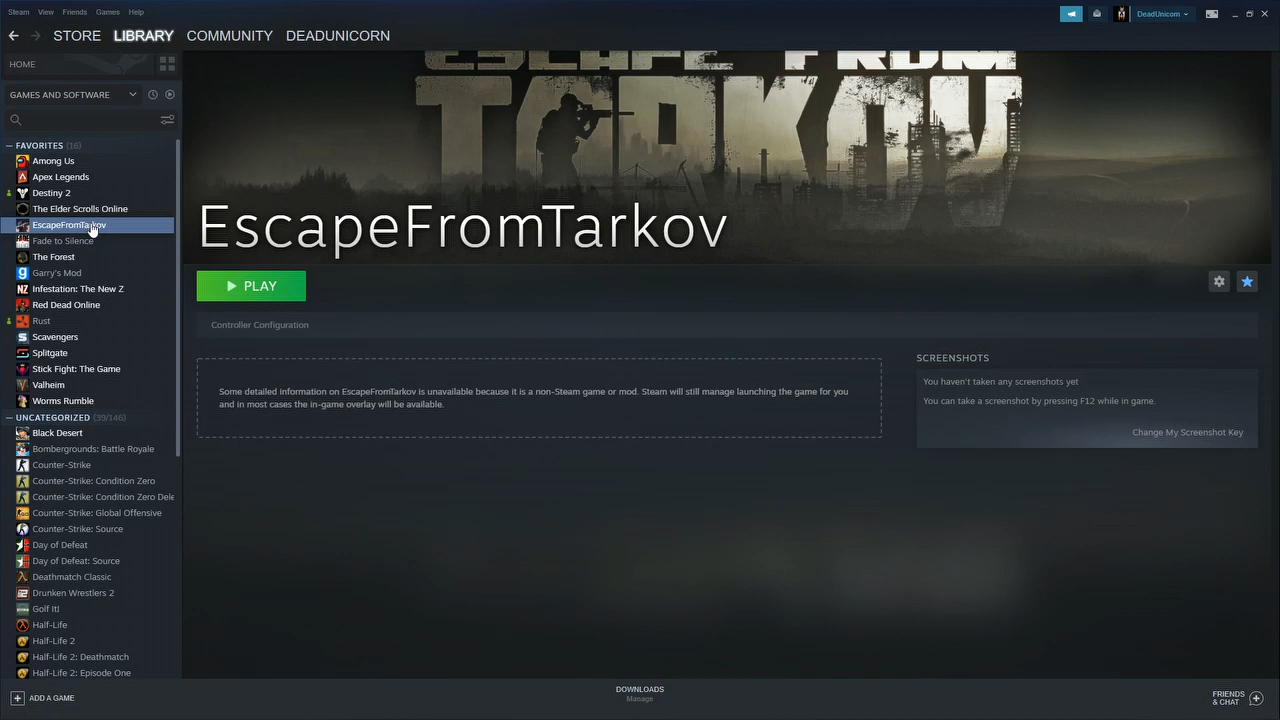 Steam View Friends Games Help
DeadUnicorn
STORE LIBRARY COMMUNITY DEADUNICORN
HOME
GAMES AND SOFTWARE
FAVORITES (16)
Among Us
Apex Legends
Destiny 2
The Elder Scrolls Online
EscapeFromTarkov
Fade to Silence
The Forest
Garry's Mod
Infestation: The New Z
Red Dead Online
Rust
Scavengers
Splitgate
Stick Fight: The Game
Valheim
Worms Rumble
UNCATEGORIZED (39/146)
Black Desert
Bombergrounds: Battle Royale
Counter-Strike
Counter-Strike: Condition Zero
Counter-Strike: Condition Zero Dele
Counter-Strike: Global Offensive
Counter-Strike: Source
Day of Defeat
Day of Defeat: Source
Deathmatch Classic
Drunken Wrestlers 2
Golf It!
Half-Life
Half-Life 2
Half-Life 2: Deathmatch
Half-Life 2: Episode One
ADD A GAME
ESCAPE FROM
TARKOV
EscapeFromTarkov
PLAY
Controller Configuration
Some detailed information on EscapeFromTarkov is unavailable because it is a non-Steam game or mod. Steam will still manage launching the game for you
and in most cases the in-game overlay will be available.
SCREENSHOTS
You haven't taken any screenshots yet
You can take a screenshot by pressing F12 while in game.
Change My Screenshot Key
DOWNLOADS
Manage
FRIENDS
& CHAT